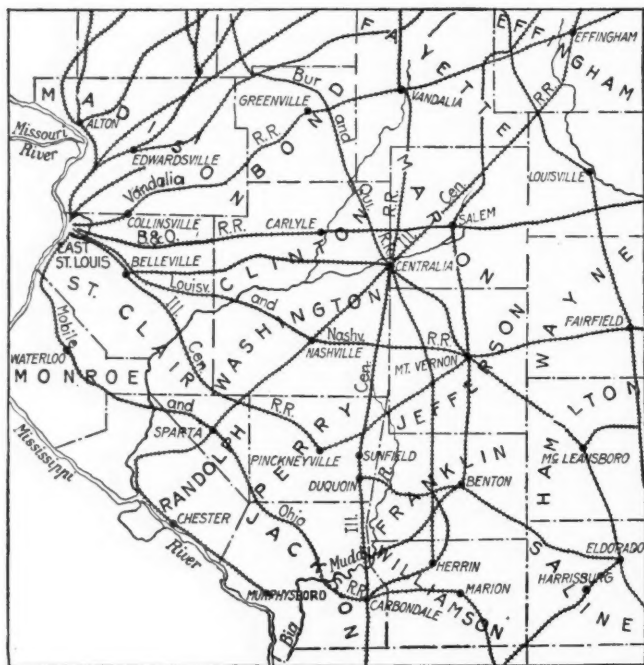 FAYETTE
EFFINGHAM
EFFINGHAM
MADISON
Bur. and Qui. R.R.
BOND
GREENVILLE
VANDALIA
R.R.
Missouri
River
ALTON
EDWARDSVILLE
R.R.
Vandalia
LOUISVILLE
COLLINSVILLE
MARION
Cen.
B&O. R.R.
CARLYLE
SALEM
EAST
ST. LOUIS
BELLEVILLE
CLINTON
Ill.
CENTRALIA
ST. CLAIR
Louisv. and Nashv. R.R.
WASHINGTON
WAYNE
FAIRFIELD
Ill. Cen. R.R.
NASHVILLE
MT. VERNON
JEFFERSON
WATERLOO
Mobile and Ohio R.R.
MONROE
Ill. Cen. R.R.
SPARTA
PERRY
PINCKNEYVILLE
SUNFIELD
HAMILTON
MC LEANSBORO
Mississippi
River
RANDOLPH
DUQUOIN
FRANKLIN
BENTON
CHESTER
JACKSON
Big Muddy R.
WILLIAMSON
HERRIN
ELDORADO
SALINE
MURPHYSBORO
CARBONDALE
MARION
HARRISBURG